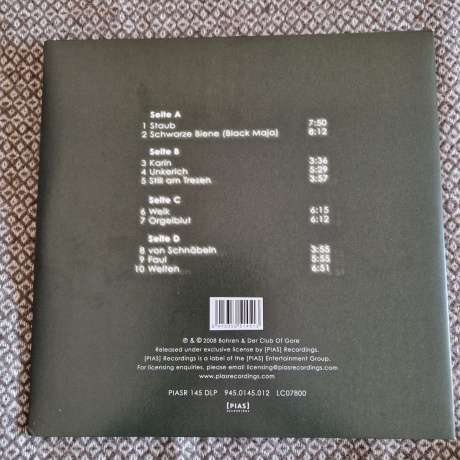 Seite A
1 Staub 7:50
2 Schwarze Biene (Black Maja) 8:12
Seite B
3 Karin 3:36
4 Unkerich 5:29
5 Still am Tresen 3:57
Seite C
6 Welk 6:15
7 Orgelblut 6:12
Seite D
8 von Schnäbeln 3:55
9 Faul 5:55
10 Welten 6:51
℗ & © 2008 Bohren & Der Club Of Gore
Released under exclusive license by [PIAS] Recordings.
[PIAS] Recordings is a label of the [PIAS] Entertainment Group.
For licensing enquiries, please email licensing@piasrecordings.com
www.piasrecordings.com
PIASR 145 DLP 945.0145.012 LC07800
[PIAS]
RECORDINGS